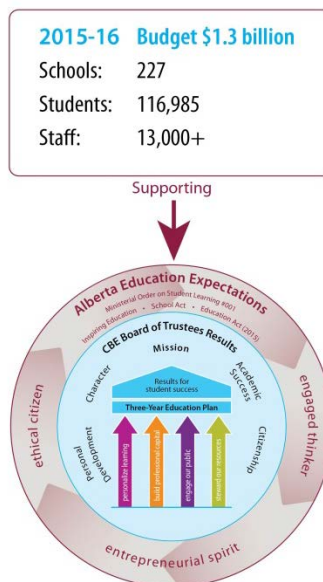 2015-16 Budget $1.3 billion
Schools: 227
Students: 116,985
Staff: 13,000+
Supporting
Alberta Education Expectations
Ministerial Order on Student Learning #001
Inspiring Education • School Act • Education Act (2015)
CBE Board of Trustees Results
Mission
Character
Academic
Success
Results for
student success
Three-Year Education Plan
Personal
Development
Citizenship
personalize learning
build professional capital
engage our public
steward our resources
ethical citizen
engaged thinker
entrepreneurial spirit